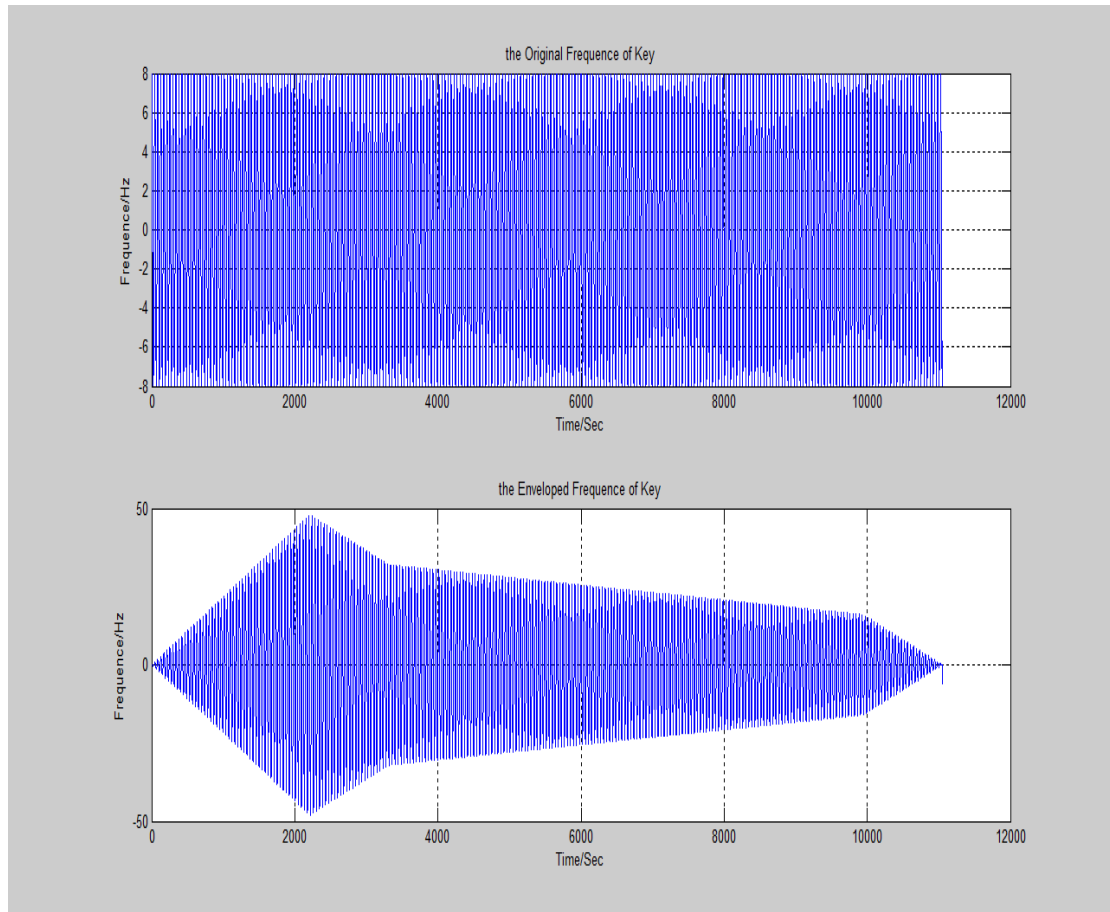 the Original Frequence of Key
8
6
4
2
0
-2
-4
-6
-8
Frequence/Hz
0 2000 4000 6000 8000 10000 12000
Time/Sec
the Enveloped Frequence of Key
50
0
-50
Frequence/Hz
0 2000 4000 6000 8000 10000 12000
Time/Sec